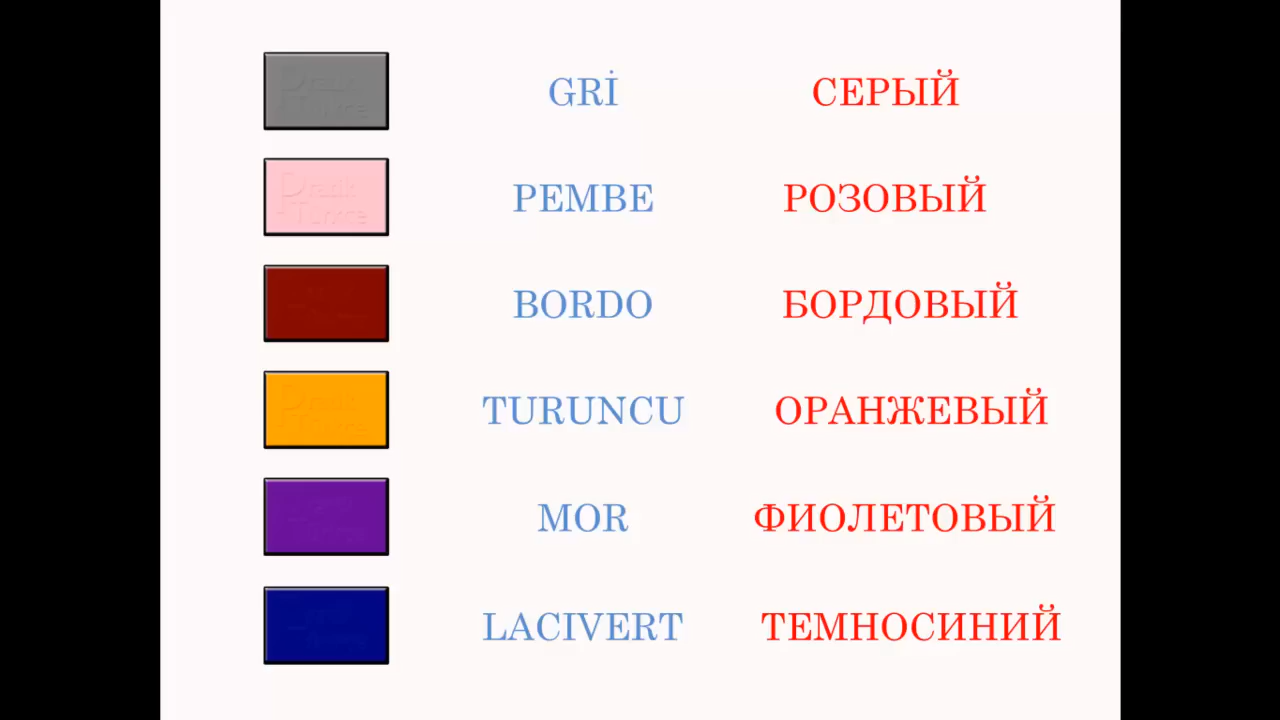 GRİ СЕРЫЙ
PEMBE РОЗОВЫЙ
BORDO БОРДОВЫЙ
TURUNCU ОРАНЖЕВЫЙ
MOR ФИОЛЕТОВЫЙ
LACIVERT ТЕМНОСИНИЙ